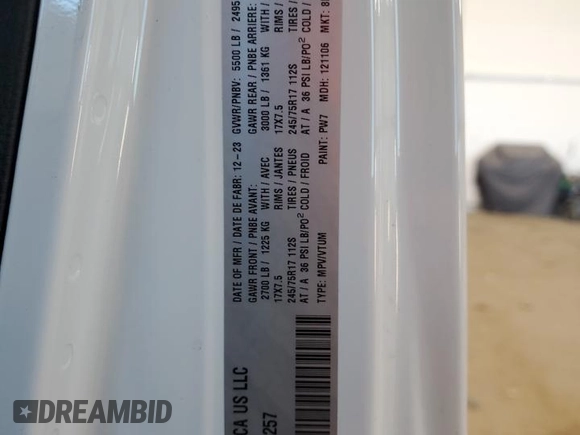 CA US LLC
DATE OF MFR / DATE DE FABR: 12-23 GVWR/PNBV: 5500 LB / 2495
GAWR FRONT / PNBE AVANT: GAWR REAR / PNBE ARRIERE:
2700 LB / 1225 KG WITH / AVEC 3000 LB / 1361 KG WITH /
17X7.5 RIMS / JANTES 17X7.5 RIMS /
245/75R17 112S TIRES / PNEUS 245/75R17 112S TIRES /
AT / A 36 PSI LB/PO² COLD / FROID AT / A 36 PSI LB/PO² COLD /
257 TYPE: MPV/VTUM PAINT: PW7 MDH: 121106 MKT:
DREAMBID